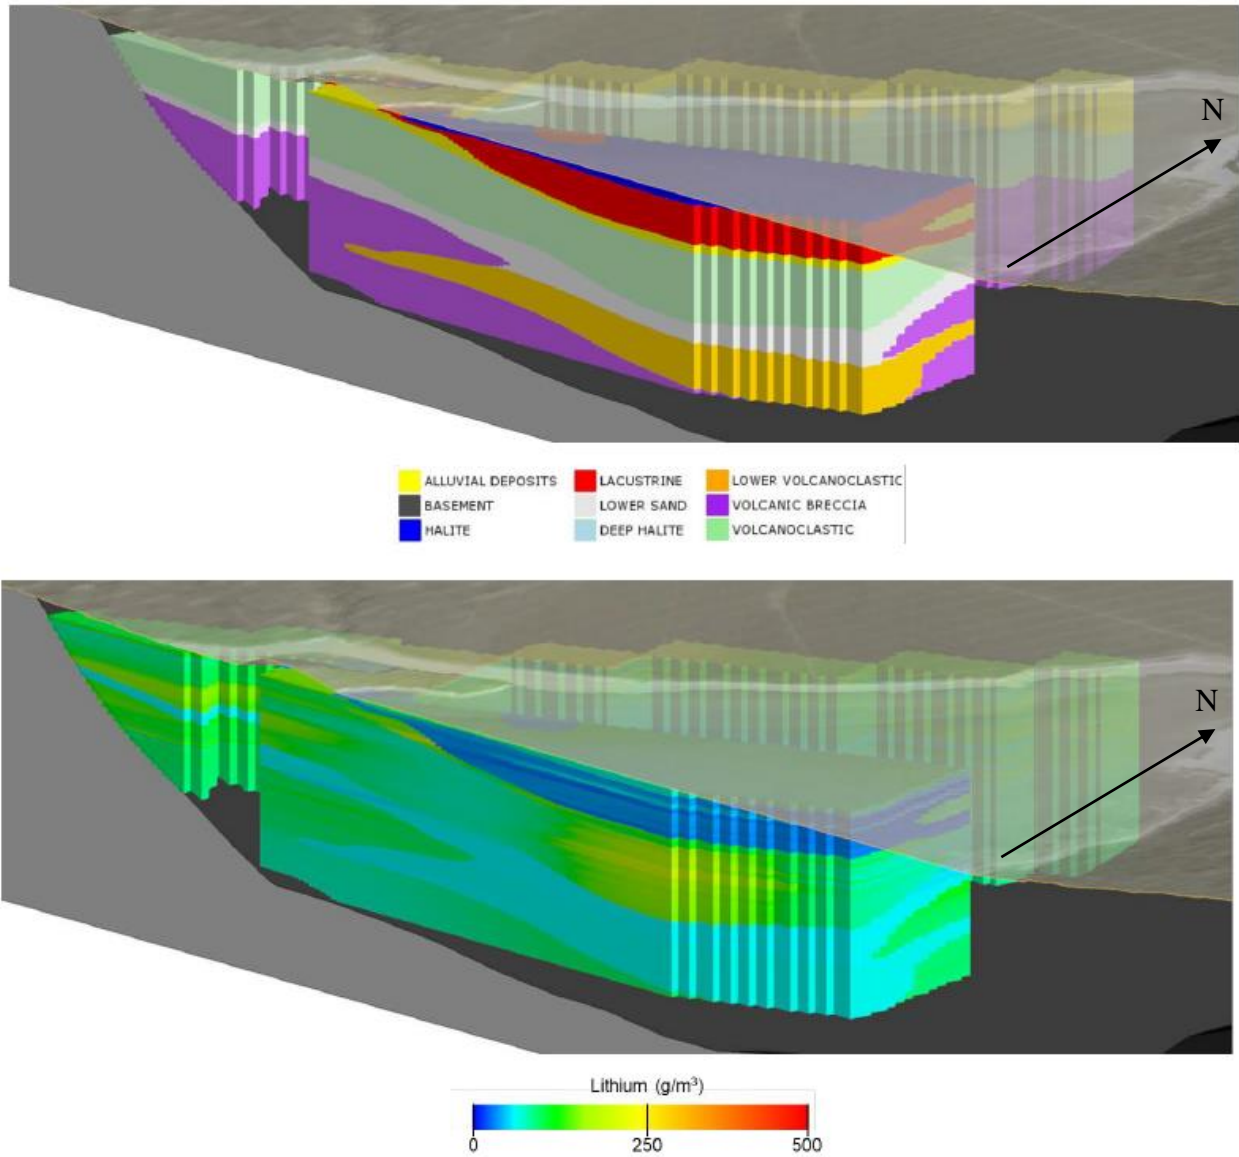 N
ALLUVIAL DEPOSITS LACUSTRINE LOWER VOLCANOCLASTIC
BASEMENT LOWER SAND VOLCANIC BRECCIA
HALITE DEEP HALITE VOLCANOCLASTIC
N
Lithium (g/m³)
0 250 500